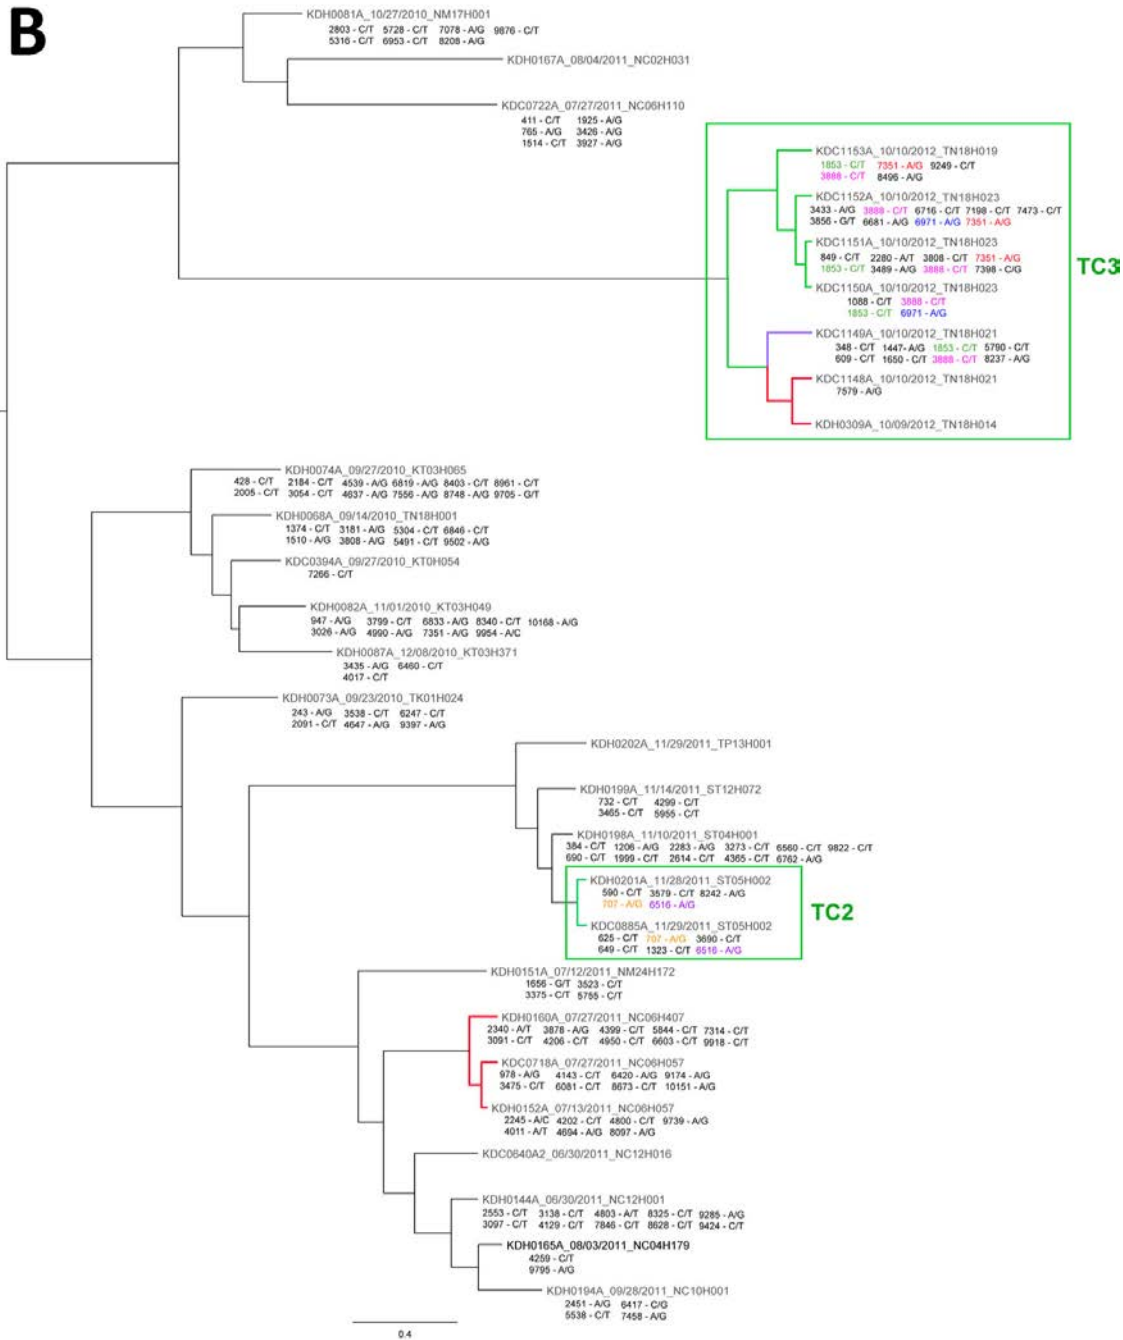 B
KDH0081A_10/27/2010_NM17H001
2803 - C/T 5728 - C/T 7078 - A/G 9876 - C/T
5316 - C/T 6953 - C/T 8208 - A/G
KDH0167A_08/04/2011_NC02H031
KDC0722A_07/27/2011_NC06H110
411 - C/T 1925 - A/G
765 - A/G 3426 - A/G
1514 - C/T 3927 - A/G
KDC1153A_10/10/2012_TN18H019
1853 - C/T 7351 - A/G 9249 - C/T
3888 - C/T 8496 - A/G
KDC1152A_10/10/2012_TN18H023
3433 - A/G 3888 - C/T 6716 - C/T 7198 - C/T 7473 - C/T
3856 - G/T 6681 - A/G 6971 - A/G 7351 - A/G
KDC1151A_10/10/2012_TN18H023
849 - C/T 2280 - A/T 3808 - C/T 7351 - A/G
1853 - C/T 3489 - A/G 3888 - C/T 7398 - C/G
TC3
KDC1150A_10/10/2012_TN18H023
1088 - C/T 3888 - C/T
1853 - C/T 6971 - A/G
KDC1149A_10/10/2012_TN18H021
348 - C/T 1447 - A/G 1853 - C/T 5790 - C/T
609 - C/T 1650 - C/T 3888 - C/T 8237 - A/G
KDC1148A_10/10/2012_TN18H021
7579 - A/G
KDH0309A_10/09/2012_TN18H014
KDH0074A_09/27/2010_KT03H065
428 - C/T 2184 - C/T 4539 - A/G 6819 - A/G 8403 - C/T 8961 - C/T
2005 - C/T 3054 - C/T 4637 - A/G 7556 - A/G 8748 - A/G 9705 - G/T
KDH0068A_09/14/2010_TN18H001
1374 - C/T 3181 - A/G 5304 - C/T 6846 - C/T
1510 - A/G 3808 - A/G 5491 - C/T 9502 - A/G
KDC0394A_09/27/2010_KT0H054
7266 - C/T
KDH0082A_11/01/2010_KT03H049
947 - A/G 3799 - C/T 6833 - A/G 8340 - C/T 10168 - A/G
3026 - A/G 4990 - A/G 7351 - A/G 9954 - A/C
KDH0087A_12/08/2010_KT03H371
3435 - A/G 6460 - C/T
4017 - C/T
KDH0073A_09/23/2010_TK01H024
243 - A/G 3538 - C/T 6247 - C/T
2091 - C/T 4647 - A/G 9397 - A/G
KDH0202A_11/29/2011_TP13H001
KDH0199A_11/14/2011_ST12H072
732 - C/T 4299 - C/T
3465 - C/T 5955 - C/T
KDH0198A_11/10/2011_ST04H001
384 - C/T 1206 - A/G 2283 - A/G 3273 - C/T 6560 - C/T 9822 - C/T
690 - C/T 1999 - C/T 2614 - C/T 4365 - C/T 6762 - A/G
KDH0201A_11/28/2011_ST05H002
590 - C/T 3579 - C/T 8242 - A/G
707 - A/G 6516 - A/G
TC2
KDC0885A_11/29/2011_ST05H002
625 - C/T 707 - A/G 3690 - C/T
649 - C/T 1323 - C/T 6516 - A/G
KDH0151A_07/12/2011_NM24H172
1656 - G/T 3523 - C/T
3375 - C/T 5755 - C/T
KDH0160A_07/27/2011_NC06H407
2340 - A/T 3878 - A/G 4399 - C/T 5844 - C/T 7314 - C/T
3091 - C/T 4206 - C/T 4950 - C/T 6603 - C/T 9918 - C/T
KDC0718A_07/27/2011_NC06H057
978 - A/G 4143 - C/T 6420 - A/G 9174 - A/G
3475 - C/T 6081 - C/T 8673 - C/T 10151 - A/G
KDH0152A_07/13/2011_NC06H057
2245 - A/C 4202 - C/T 4800 - C/T 9739 - A/G
4011 - A/T 4694 - A/G 8097 - A/G
KDC0640A2_06/30/2011_NC12H016
KDH0144A_06/30/2011_NC12H001
2553 - C/T 3138 - C/T 4803 - A/T 8325 - C/T 9285 - A/G
3097 - C/T 4129 - C/T 7846 - C/T 8628 - C/T 9424 - C/T
KDH0165A_08/03/2011_NC04H179
4259 - C/T
9795 - A/G
KDH0194A_09/28/2011_NC10H001
2451 - A/G 6417 - C/G
5538 - C/T 7458 - A/G
0.4